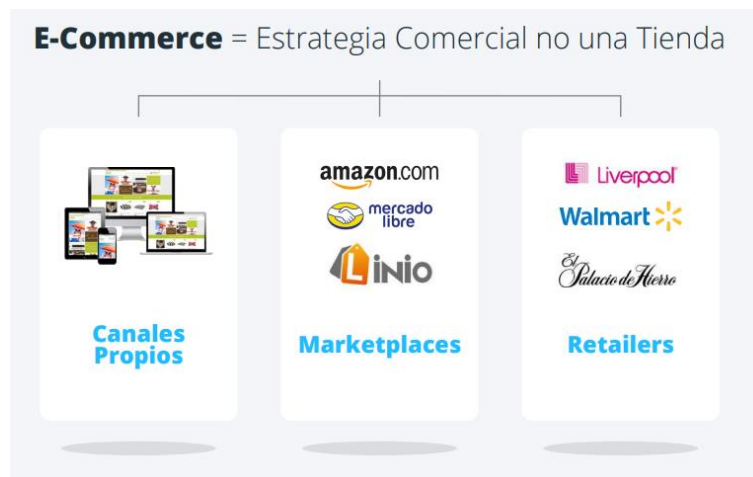 E-Commerce = Estrategia Comercial no una Tienda
amazon.com
mercado
libre
Linio
Liverpool
Walmart
El
Palacio de Hierro
Canales
Propios
Marketplaces
Retailers